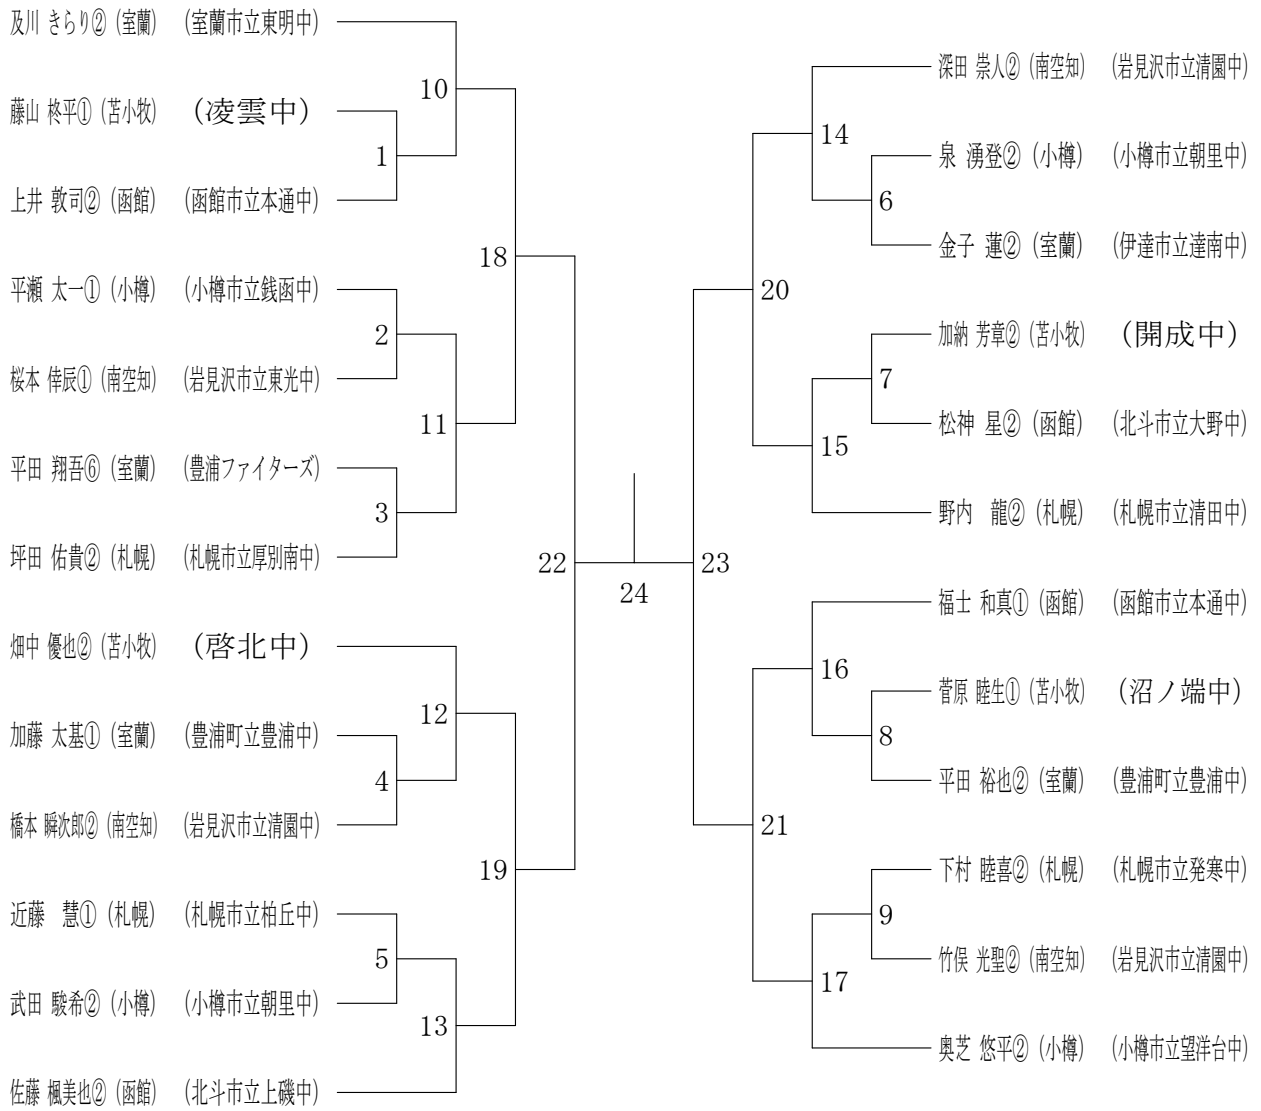 及川 きらり② (室蘭) (室蘭市立東明中)
藤山 柊平① (苫小牧) (凌雲中)
上井 敦司② (函館) (函館市立本通中)
平瀬 太一① (小樽) (小樽市立銭函中)
桜本 倖辰① (南空知) (岩見沢市立東光中)
平田 翔吾⑥ (室蘭) (豊浦ファイターズ)
坪田 佑貴② (札幌) (札幌市立厚別南中)
畑中 優也② (苫小牧) (啓北中)
加藤 太基① (室蘭) (豊浦町立豊浦中)
橋本 瞬次郎② (南空知) (岩見沢市立清園中)
近藤 慧① (札幌) (札幌市立柏丘中)
武田 駿希② (小樽) (小樽市立朝里中)
佐藤 楓美也② (函館) (北斗市立上磯中)
1
2
3
4
5
10
11
12
13
18
19
22
24
23
20
21
14
15
16
17
6
7
8
9
深田 崇人② (南空知) (岩見沢市立清園中)
泉 湧登② (小樽) (小樽市立朝里中)
金子 蓮② (室蘭) (伊達市立達南中)
加納 芳章② (苫小牧) (開成中)
松神 星② (函館) (北斗市立大野中)
野内 龍② (札幌) (札幌市立清田中)
福士 和真① (函館) (函館市立本通中)
菅原 睦生① (苫小牧) (沼ノ端中)
平田 裕也② (室蘭) (豊浦町立豊浦中)
下村 睦喜② (札幌) (札幌市立発寒中)
竹俣 光聖② (南空知) (岩見沢市立清園中)
奥芝 悠平② (小樽) (小樽市立望洋台中)